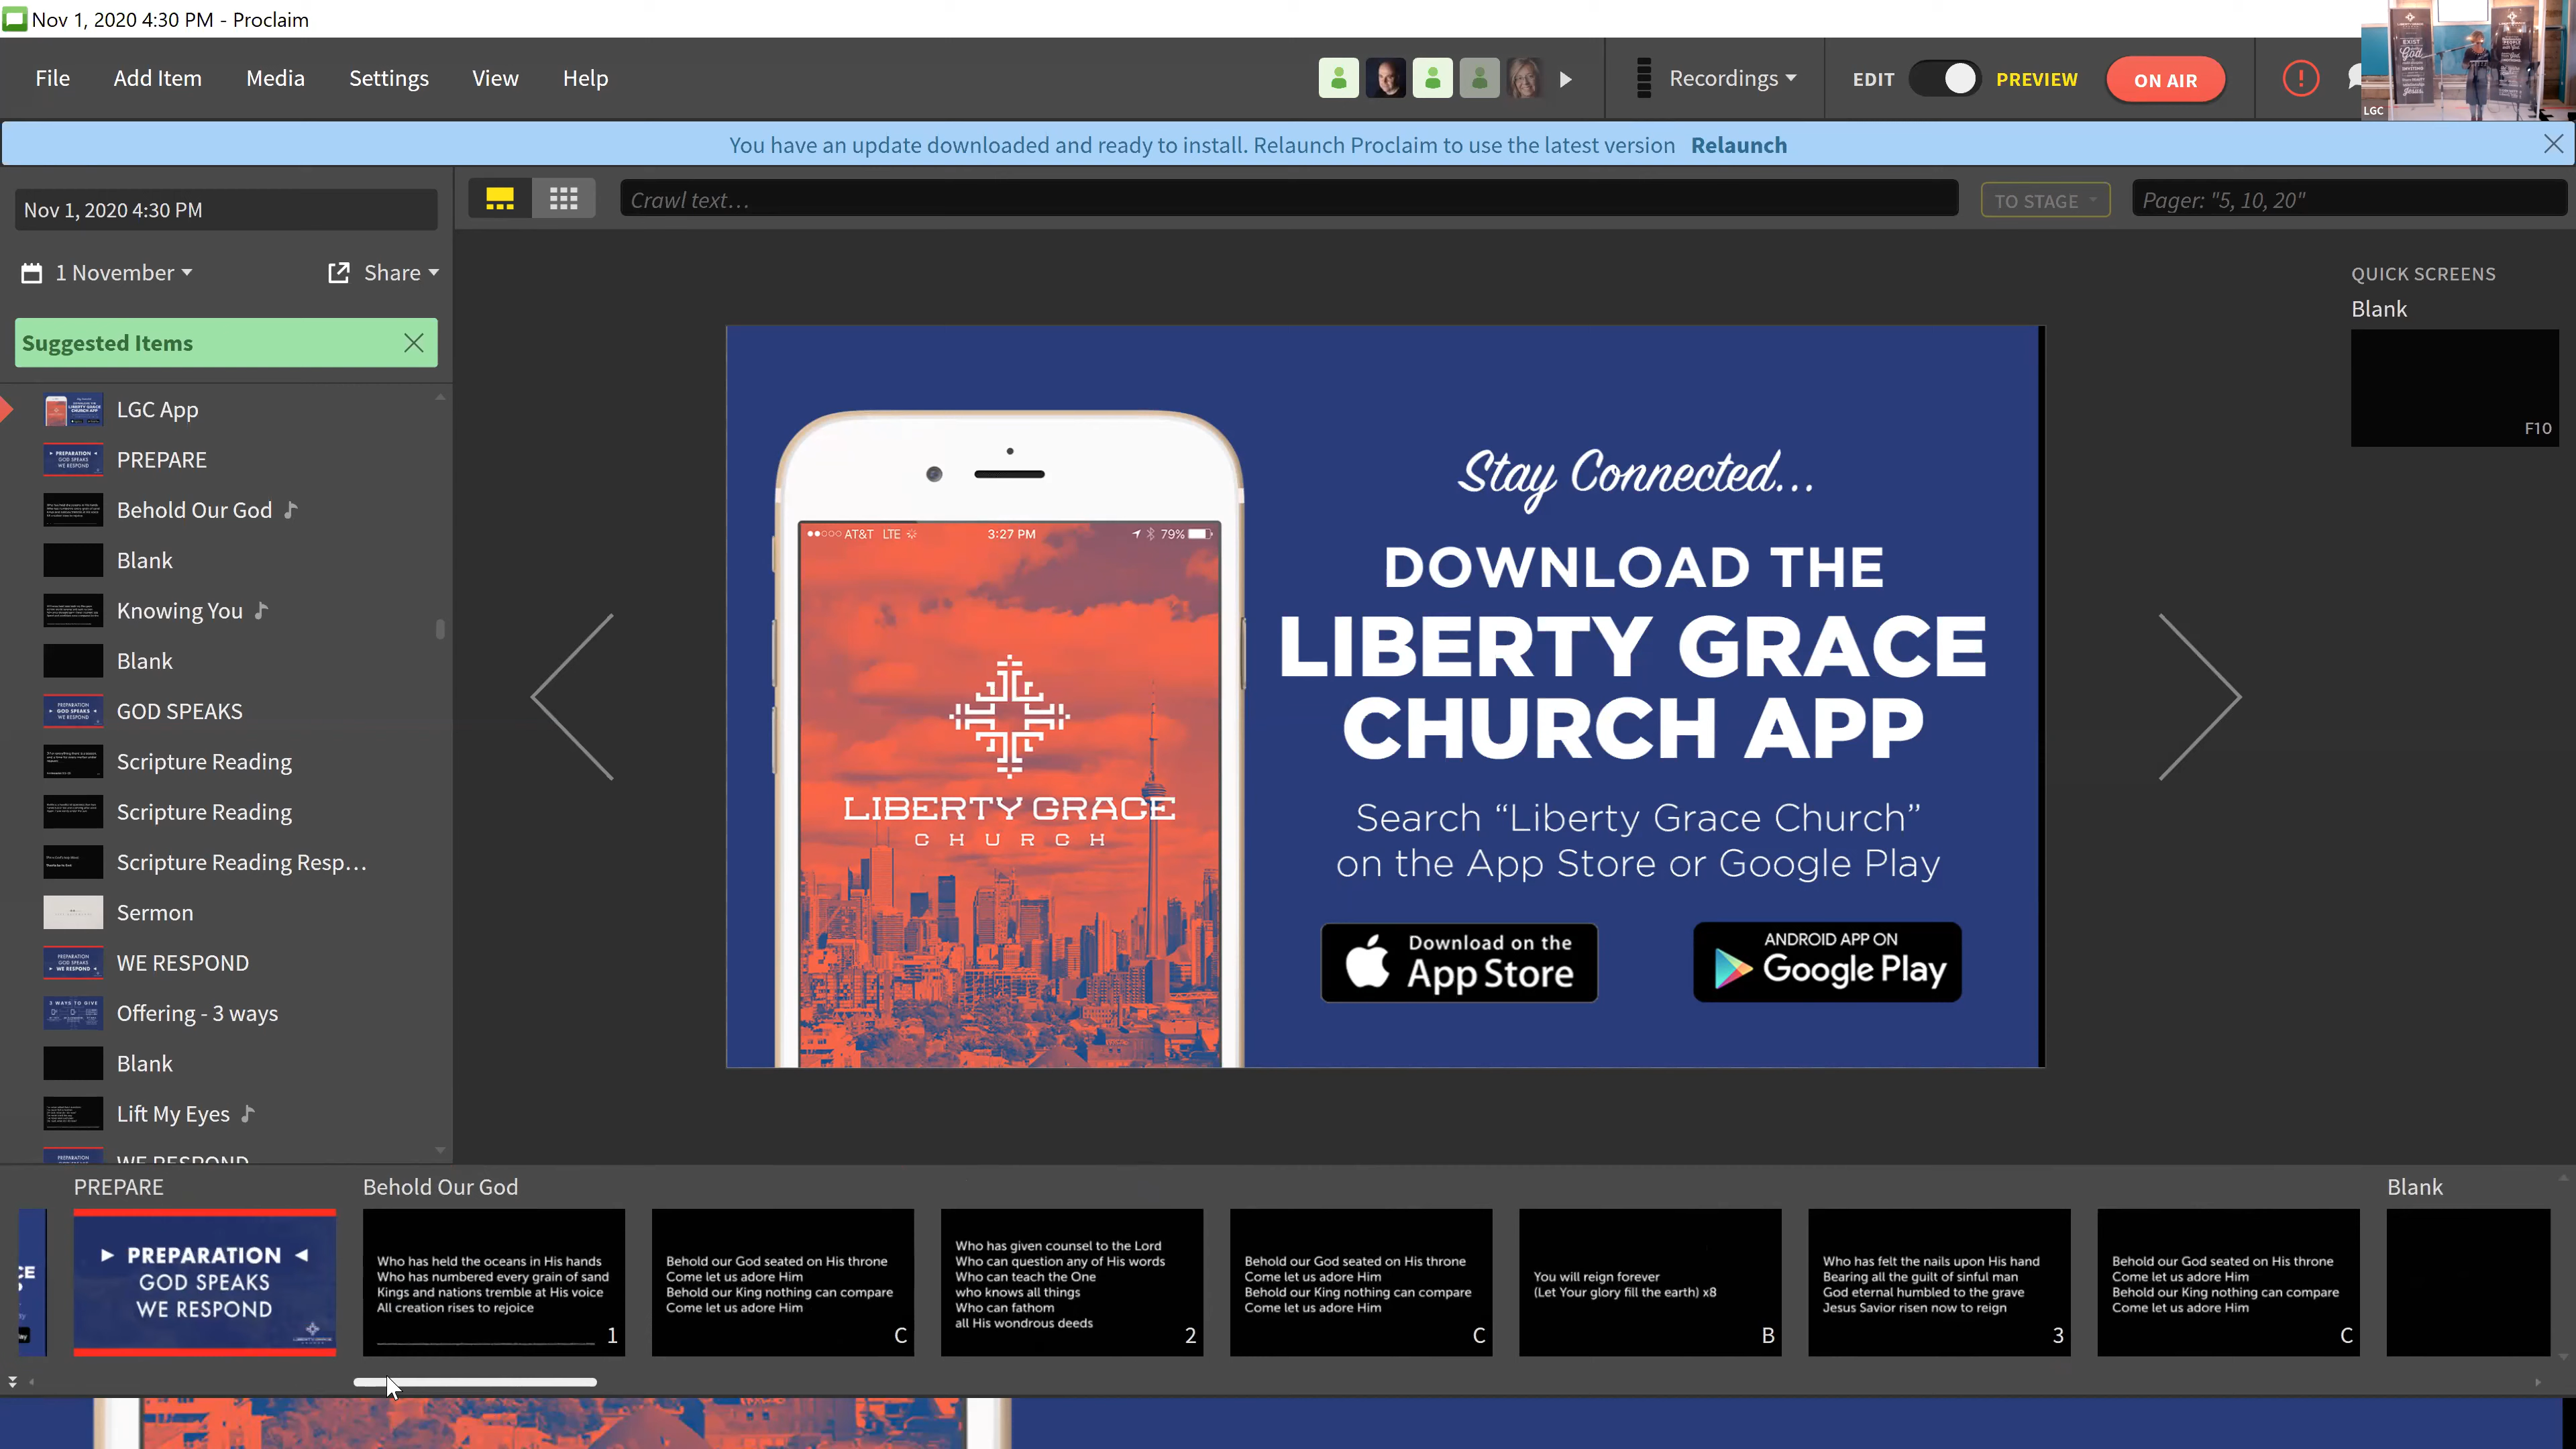 Nov 1, 2020 4:30 PM - Proclaim
File Add Item Media Settings View Help
Recordings
EDIT PREVIEW ON AIR
LGC
You have an update downloaded and ready to install. Relaunch Proclaim to use the latest version Relaunch
Nov 1, 2020 4:30 PM
Crawl text...
TO STAGE
Pager: "5, 10, 20"
1 November Share
Suggested Items
LGC App
PREPARE
Behold Our God
Blank
Knowing You
Blank
GOD SPEAKS
Scripture Reading
Scripture Reading
Scripture Reading Resp...
Sermon
WE RESPOND
Offering - 3 ways
Blank
Lift My Eyes
WE RESPOND
AT&T LTE 3:27 PM 79%
LIBERTY GRACE
CHURCH
Stay Connected...
DOWNLOAD THE
LIBERTY GRACE
CHURCH APP
Search “Liberty Grace Church”
on the App Store or Google Play
Download on the
App Store
ANDROID APP ON
Google Play
QUICK SCREENS
Blank
F10
PREPARE
PREPARATION
GOD SPEAKS
WE RESPOND
Behold Our God
Who has held the oceans in His hands
Who has numbered every grain of sand
Kings and nations tremble at His voice
All creation rises to rejoice
1
Behold our God seated on His throne
Come let us adore Him
Behold our King nothing can compare
Come let us adore Him
C
Who has given counsel to the Lord
Who can question any of His words
Who can teach the One
who knows all things
Who can fathom
all His wondrous deeds
2
Behold our God seated on His throne
Come let us adore Him
Behold our King nothing can compare
Come let us adore Him
C
You will reign forever
(Let Your glory fill the earth) x8
B
Who has felt the nails upon His hand
Bearing all the guilt of sinful man
God eternal humbled to the grave
Jesus Savior risen now to reign
3
Behold our God seated on His throne
Come let us adore Him
Behold our King nothing can compare
Come let us adore Him
C
Blank